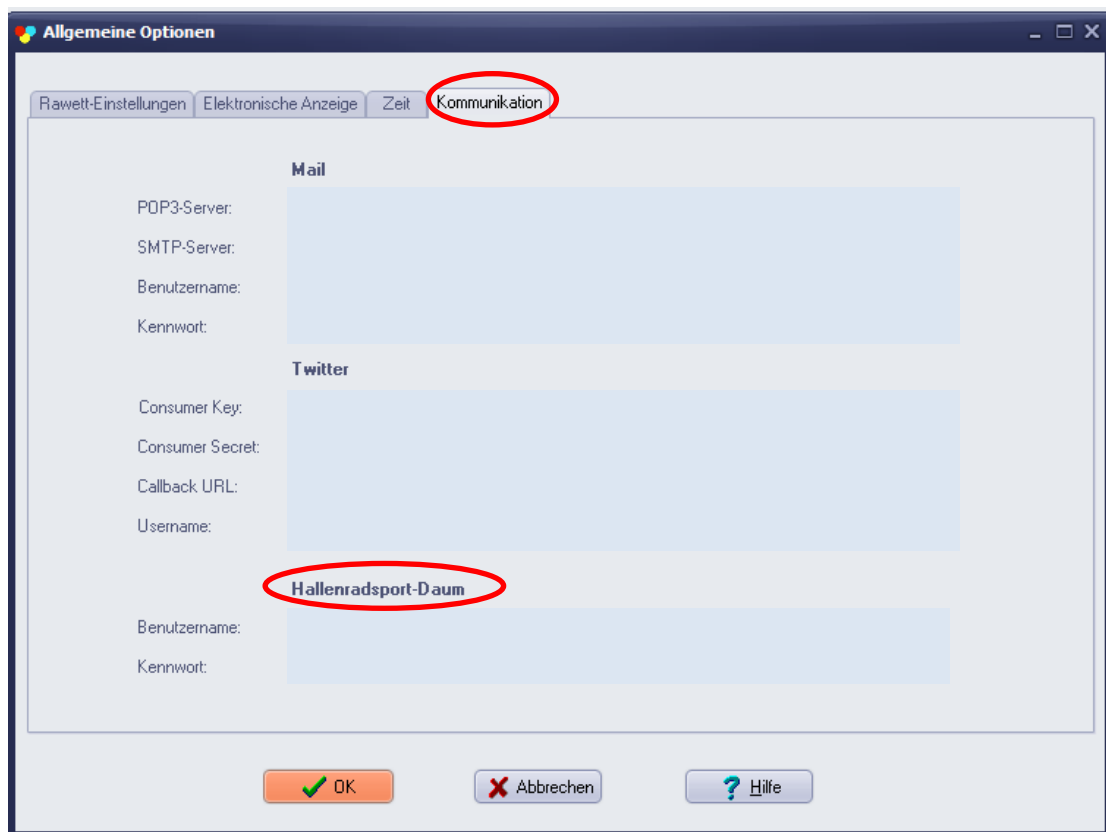 Allgemeine Optionen
Rawett-Einstellungen Elektronische Anzeige Zeit Kommunikation
Mail
POP3-Server:
SMTP-Server:
Benutzername:
Kennwort:
Twitter
Consumer Key:
Consumer Secret:
Callback URL:
Username:
Hallenradsport-Daum
Benutzername:
Kennwort:
OK Abbrechen Hilfe